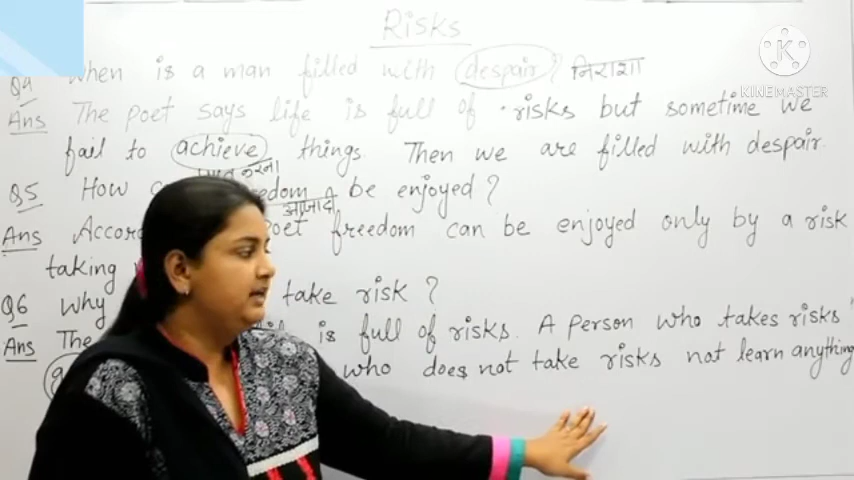 Risks
Q4 When is a man filled with despair? निराशा
Ans The poet says life is full of risks but sometime we
fail to achieve things. Then we are filled with despair.
करना
Q5 How be enjoyed?
आजादी
Ans poet freedom can be enjoyed only by a risk
taking
Q6 Why take risk?
Ans The is full of risks. A person who takes risks
who does not take risks not learn anything
KINEMASTER